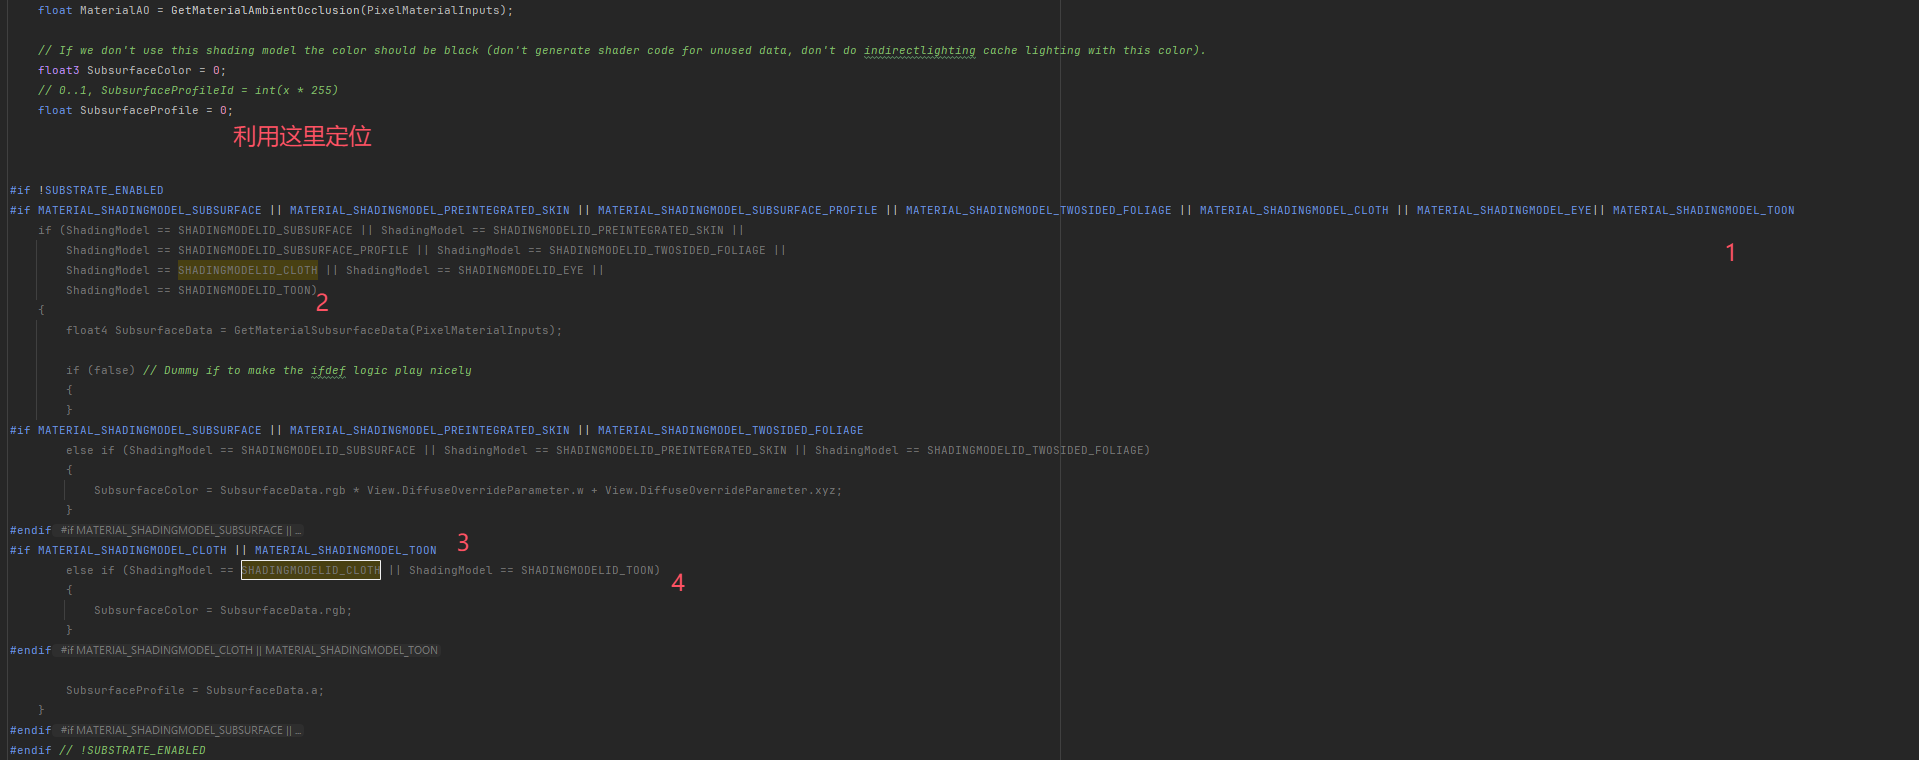 float MaterialAO = GetMaterialAmbientOcclusion(PixelMaterialInputs);
// If we don't use this shading model the color should be black (don't generate shader code for unused data, don't do indirectlighting cache lighting with this color).
float3 SubsurfaceColor = 0;
// 0..1, SubsurfaceProfileId = int(x * 255)
float SubsurfaceProfile = 0;
利用这里定位
#if !SUBSTRATE_ENABLED
#if MATERIAL_SHADINGMODEL_SUBSURFACE || MATERIAL_SHADINGMODEL_PREINTEGRATED_SKIN || MATERIAL_SHADINGMODEL_SUBSURFACE_PROFILE || MATERIAL_SHADINGMODEL_TWOSIDED_FOLIAGE || MATERIAL_SHADINGMODEL_CLOTH || MATERIAL_SHADINGMODEL_EYE|| MATERIAL_SHADINGMODEL_TOON
if (ShadingModel == SHADINGMODELID_SUBSURFACE || ShadingModel == SHADINGMODELID_PREINTEGRATED_SKIN ||
ShadingModel == SHADINGMODELID_SUBSURFACE_PROFILE || ShadingModel == SHADINGMODELID_TWOSIDED_FOLIAGE ||
1
ShadingModel == SHADINGMODELID_CLOTH || ShadingModel == SHADINGMODELID_EYE ||
ShadingModel == SHADINGMODELID_TOON)
2
{
float4 SubsurfaceData = GetMaterialSubsurfaceData(PixelMaterialInputs);
if (false) // Dummy if to make the ifdef logic play nicely
{
}
#if MATERIAL_SHADINGMODEL_SUBSURFACE || MATERIAL_SHADINGMODEL_PREINTEGRATED_SKIN || MATERIAL_SHADINGMODEL_TWOSIDED_FOLIAGE
else if (ShadingModel == SHADINGMODELID_SUBSURFACE || ShadingModel == SHADINGMODELID_PREINTEGRATED_SKIN || ShadingModel == SHADINGMODELID_TWOSIDED_FOLIAGE)
{
SubsurfaceColor = SubsurfaceData.rgb * View.DiffuseOverrideParameter.w + View.DiffuseOverrideParameter.xyz;
}
#endif #if MATERIAL_SHADINGMODEL_SUBSURFACE || ...
#if MATERIAL_SHADINGMODEL_CLOTH || MATERIAL_SHADINGMODEL_TOON 3
else if (ShadingModel == SHADINGMODELID_CLOTH || ShadingModel == SHADINGMODELID_TOON) 4
{
SubsurfaceColor = SubsurfaceData.rgb;
}
#endif #if MATERIAL_SHADINGMODEL_CLOTH || MATERIAL_SHADINGMODEL_TOON
SubsurfaceProfile = SubsurfaceData.a;
}
#endif #if MATERIAL_SHADINGMODEL_SUBSURFACE || ...
#endif // !SUBSTRATE_ENABLED